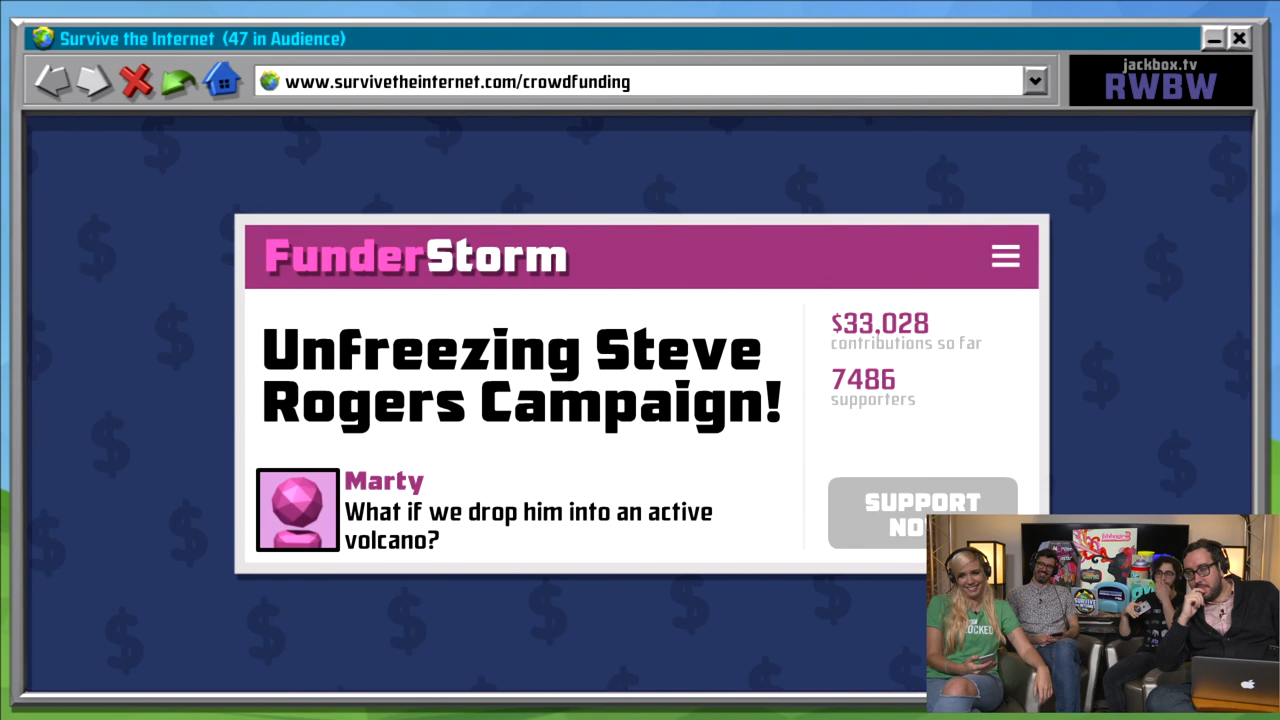 Survive the Internet (47 in Audience)
www.survivetheinternet.com/crowdfunding
jackbox.tv
RWBW
FunderStorm
Unfreezing Steve
Rogers Campaign!
$33,028
contributions so far
7486
supporters
Marty
What if we drop him into an active
volcano?
SUPPORT